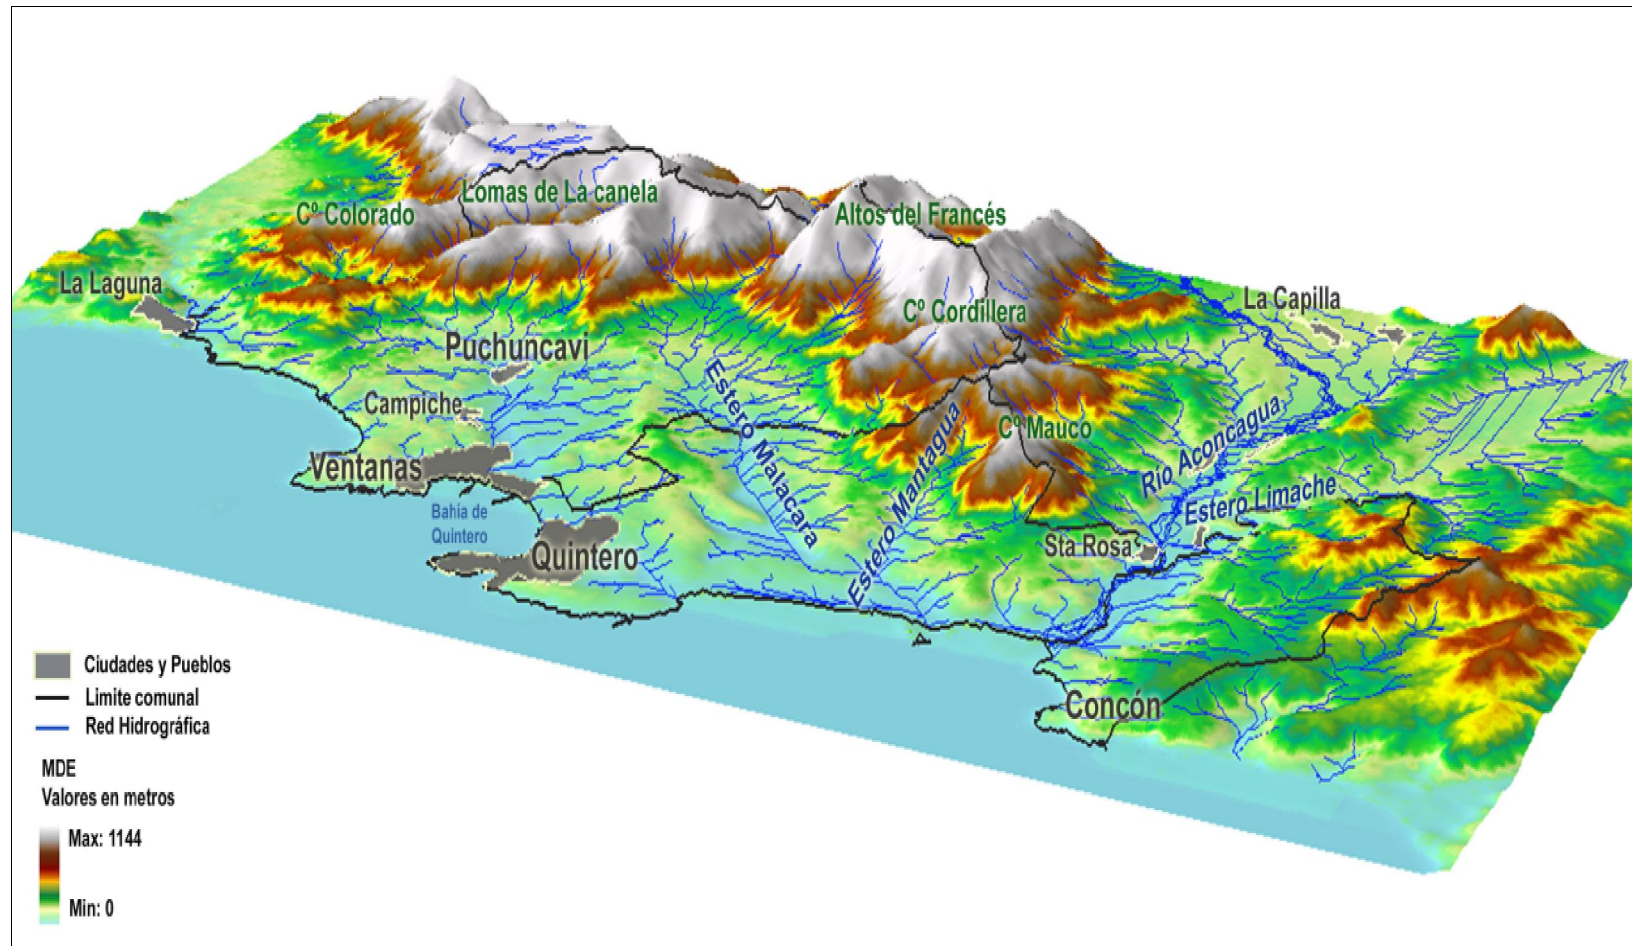 Lomas de La canela
Cº Colorado
Altos del Francés
La Laguna
La Capilla
Cº Cordillera
Puchuncavi
Campiche
Estero Malacara
Estero Mantagua
Cº Mauco
Río Aconcagua
Ventanas
Estero Limache
Bahía de
Quintero
Quintero
Sta Rosa
Concón
Ciudades y Pueblos
Limite comunal
Red Hidrográfica
MDE
Valores en metros
Max: 1144
Min: 0